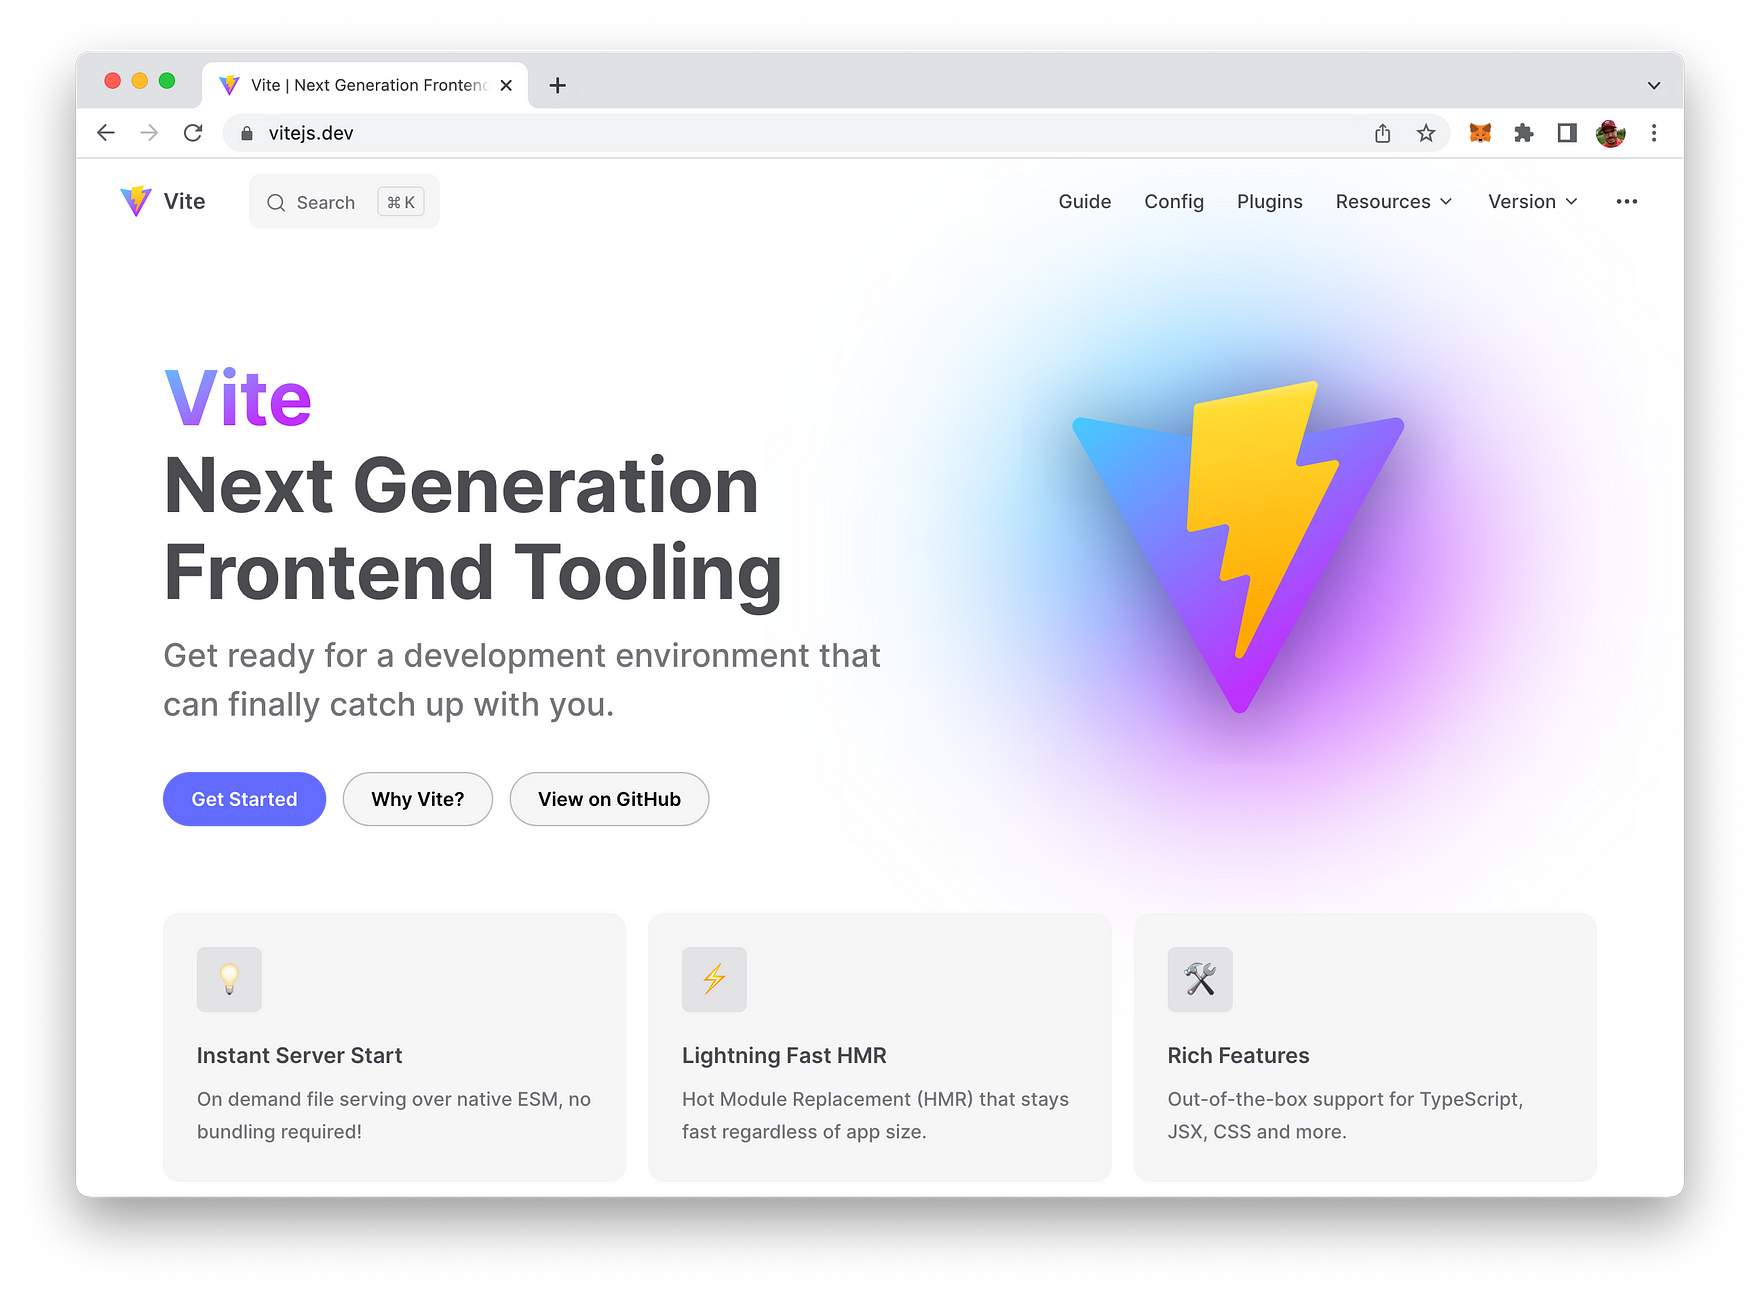 Vite | Next Generation Fronten
vitejs.dev
Vite
Search
⌘ K
Guide
Config
Plugins
Resources
Version
Vite
Next Generation
Frontend Tooling
Get ready for a development environment that
can finally catch up with you.
Get Started
Why Vite?
View on GitHub
Instant Server Start
On demand file serving over native ESM, no
bundling required!
Lightning Fast HMR
Hot Module Replacement (HMR) that stays
fast regardless of app size.
Rich Features
Out-of-the-box support for TypeScript,
JSX, CSS and more.